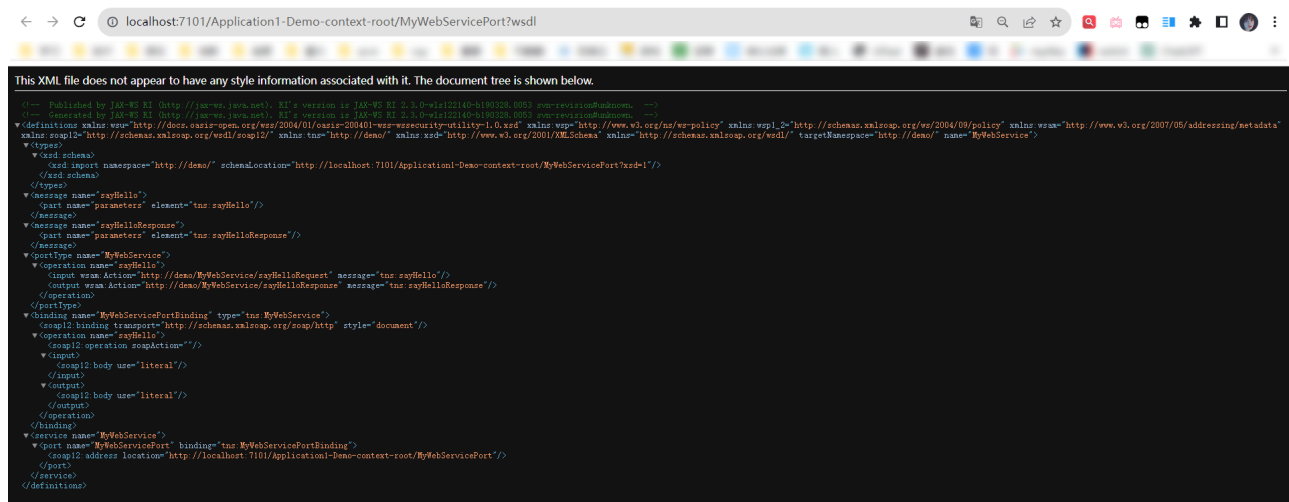 localhost:7101/Application1-Demo-context-root/MyWebServicePort?wsdl
This XML file does not appear to have any style information associated with it. The document tree is shown below.
<!-- Published by JAX-WS RI (http://jax-ws.java.net). RI's version is JAX-WS RI 2.3.0-wls122140-b190328.0053 svn-revision#unknown. -->
<!-- Generated by JAX-WS RI (http://jax-ws.java.net). RI's version is JAX-WS RI 2.3.0-wls122140-b190328.0053 svn-revision#unknown. -->
▼<definitions xmlns:wsu="http://docs.oasis-open.org/wss/2004/01/oasis-200401-wss-wssecurity-utility-1.0.xsd" xmlns:wsp="http://www.w3.org/ns/ws-policy" xmlns:wsp1_2="http://schemas.xmlsoap.org/ws/2004/09/policy" xmlns:wsam="http://www.w3.org/2007/05/addressing/metadata"
xmlns:soap12="http://schemas.xmlsoap.org/wsdl/soap12/" xmlns:tns="http://demo/" xmlns:xsd="http://www.w3.org/2001/XMLSchema" xmlns="http://schemas.xmlsoap.org/wsdl/" targetNamespace="http://demo/" name="MyWebService">
▼<types>
▼<xsd:schema>
<xsd:import namespace="http://demo/" schemaLocation="http://localhost:7101/Application1-Demo-context-root/MyWebServicePort?xsd=1"/>
</xsd:schema>
</types>
▼<message name="sayHello">
<part name="parameters" element="tns:sayHello"/>
</message>
▼<message name="sayHelloResponse">
<part name="parameters" element="tns:sayHelloResponse"/>
</message>
▼<portType name="MyWebService">
▼<operation name="sayHello">
<input wsam:Action="http://demo/MyWebService/sayHelloRequest" message="tns:sayHello"/>
<output wsam:Action="http://demo/MyWebService/sayHelloResponse" message="tns:sayHelloResponse"/>
</operation>
</portType>
▼<binding name="MyWebServicePortBinding" type="tns:MyWebService">
<soap12:binding transport="http://schemas.xmlsoap.org/soap/http" style="document"/>
▼<operation name="sayHello">
<soap12:operation soapAction=""/>
▼<input>
<soap12:body use="literal"/>
</input>
▼<output>
<soap12:body use="literal"/>
</output>
</operation>
</binding>
▼<service name="MyWebService">
▼<port name="MyWebServicePort" binding="tns:MyWebServicePortBinding">
<soap12:address location="http://localhost:7101/Application1-Demo-context-root/MyWebServicePort"/>
</port>
</service>
</definitions>